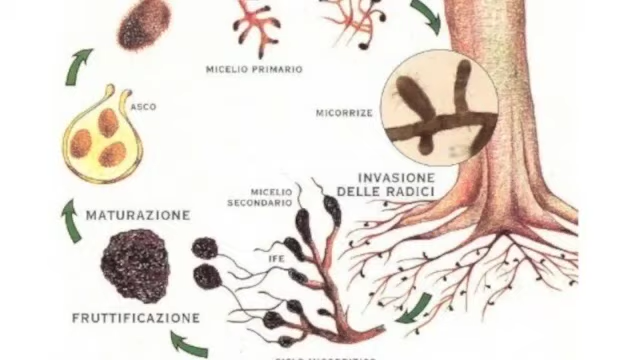 MICELIO PRIMARIO
ASCO
MICORRIZE
INVASIONE
DELLE RADICI
MICELIO
SECONDARIO
MATURAZIONE
IFE
FRUTTIFICAZIONE